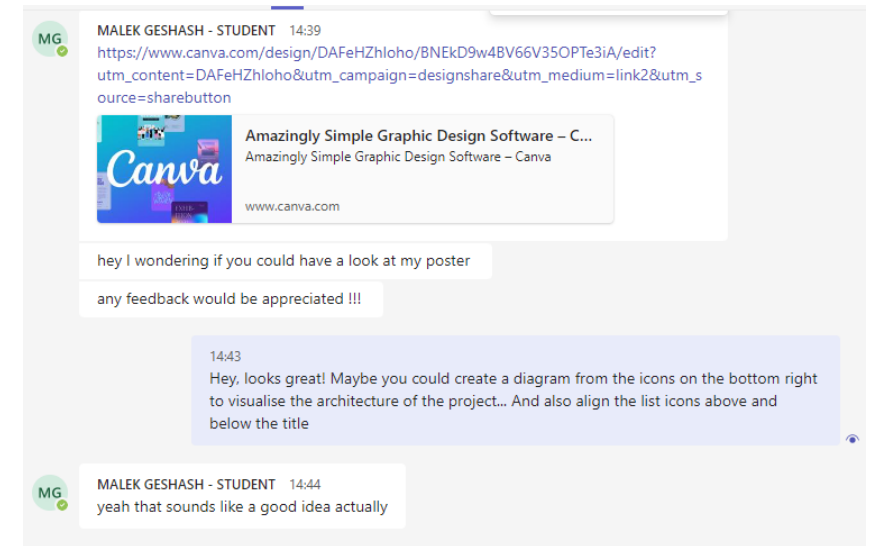 MG
MALEK GESHASH - STUDENT 14:39
https://www.canva.com/design/DAFeHZhloho/BNEkD9w4BV66V35OPTe3iA/edit?
utm_content=DAFeHZhloho&utm_campaign=designshare&utm_medium=link2&utm_s
ource=sharebutton
Canva
Amazingly Simple Graphic Design Software – C...
Amazingly Simple Graphic Design Software – Canva
www.canva.com
hey I wondering if you could have a look at my poster
any feedback would be appreciated !!!
14:43
Hey, looks great! Maybe you could create a diagram from the icons on the bottom right
to visualise the architecture of the project... And also align the list icons above and
below the title
MG
MALEK GESHASH - STUDENT 14:44
yeah that sounds like a good idea actually